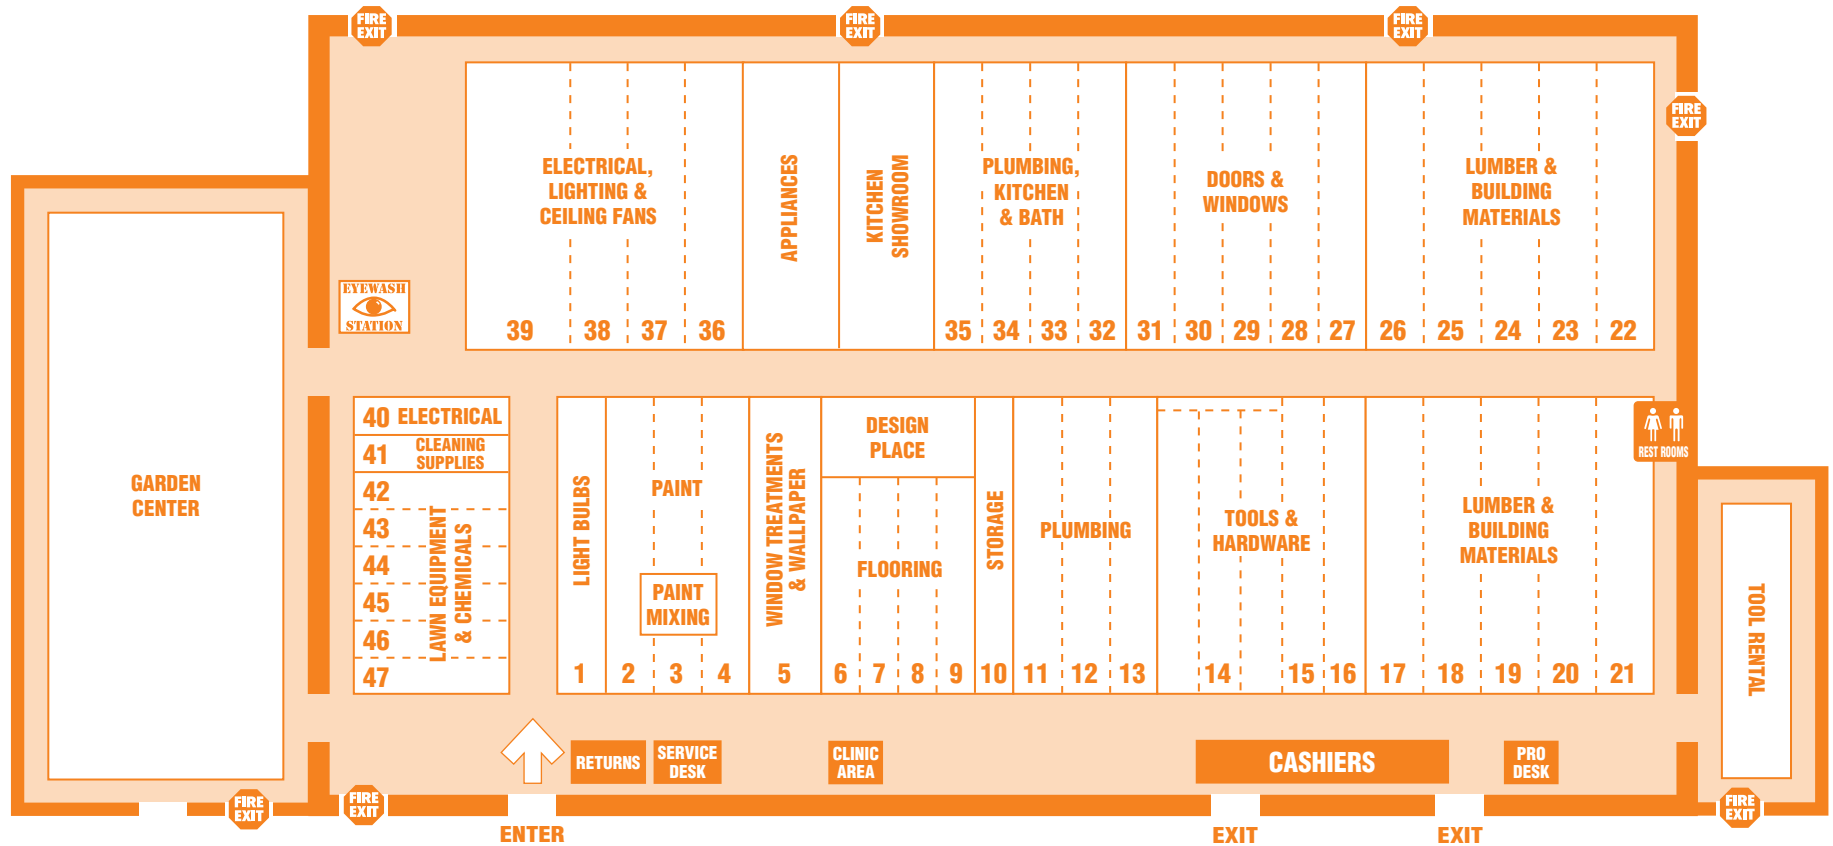 FIRE
EXIT
FIRE
EXIT
FIRE
EXIT
FIRE
EXIT
ELECTRICAL,
LIGHTING &
CEILING FANS
APPLIANCES
KITCHEN
SHOWROOM
PLUMBING,
KITCHEN
& BATH
DOORS &
WINDOWS
LUMBER &
BUILDING
MATERIALS
EYEWASH
STATION
39 38 37 36 35 34 33 32 31 30 29 28 27 26 25 24 23 22
GARDEN
CENTER
40 ELECTRICAL
41 CLEANING
SUPPLIES
42
43
44
45
46
47
LAWN EQUIPMENT
& CHEMICALS
LIGHT BULBS
PAINT
PAINT
MIXING
WINDOW TREATMENTS
& WALLPAPER
DESIGN
PLACE
FLOORING
STORAGE
PLUMBING
TOOLS &
HARDWARE
LUMBER &
BUILDING
MATERIALS
REST ROOMS
TOOL RENTAL
1 2 3 4 5 6 7 8 9 10 11 12 13 14 15 16 17 18 19 20 21
RETURNS
SERVICE
DESK
CLINIC
AREA
CASHIERS
PRO
DESK
FIRE
EXIT
FIRE
EXIT
FIRE
EXIT
ENTER
EXIT
EXIT